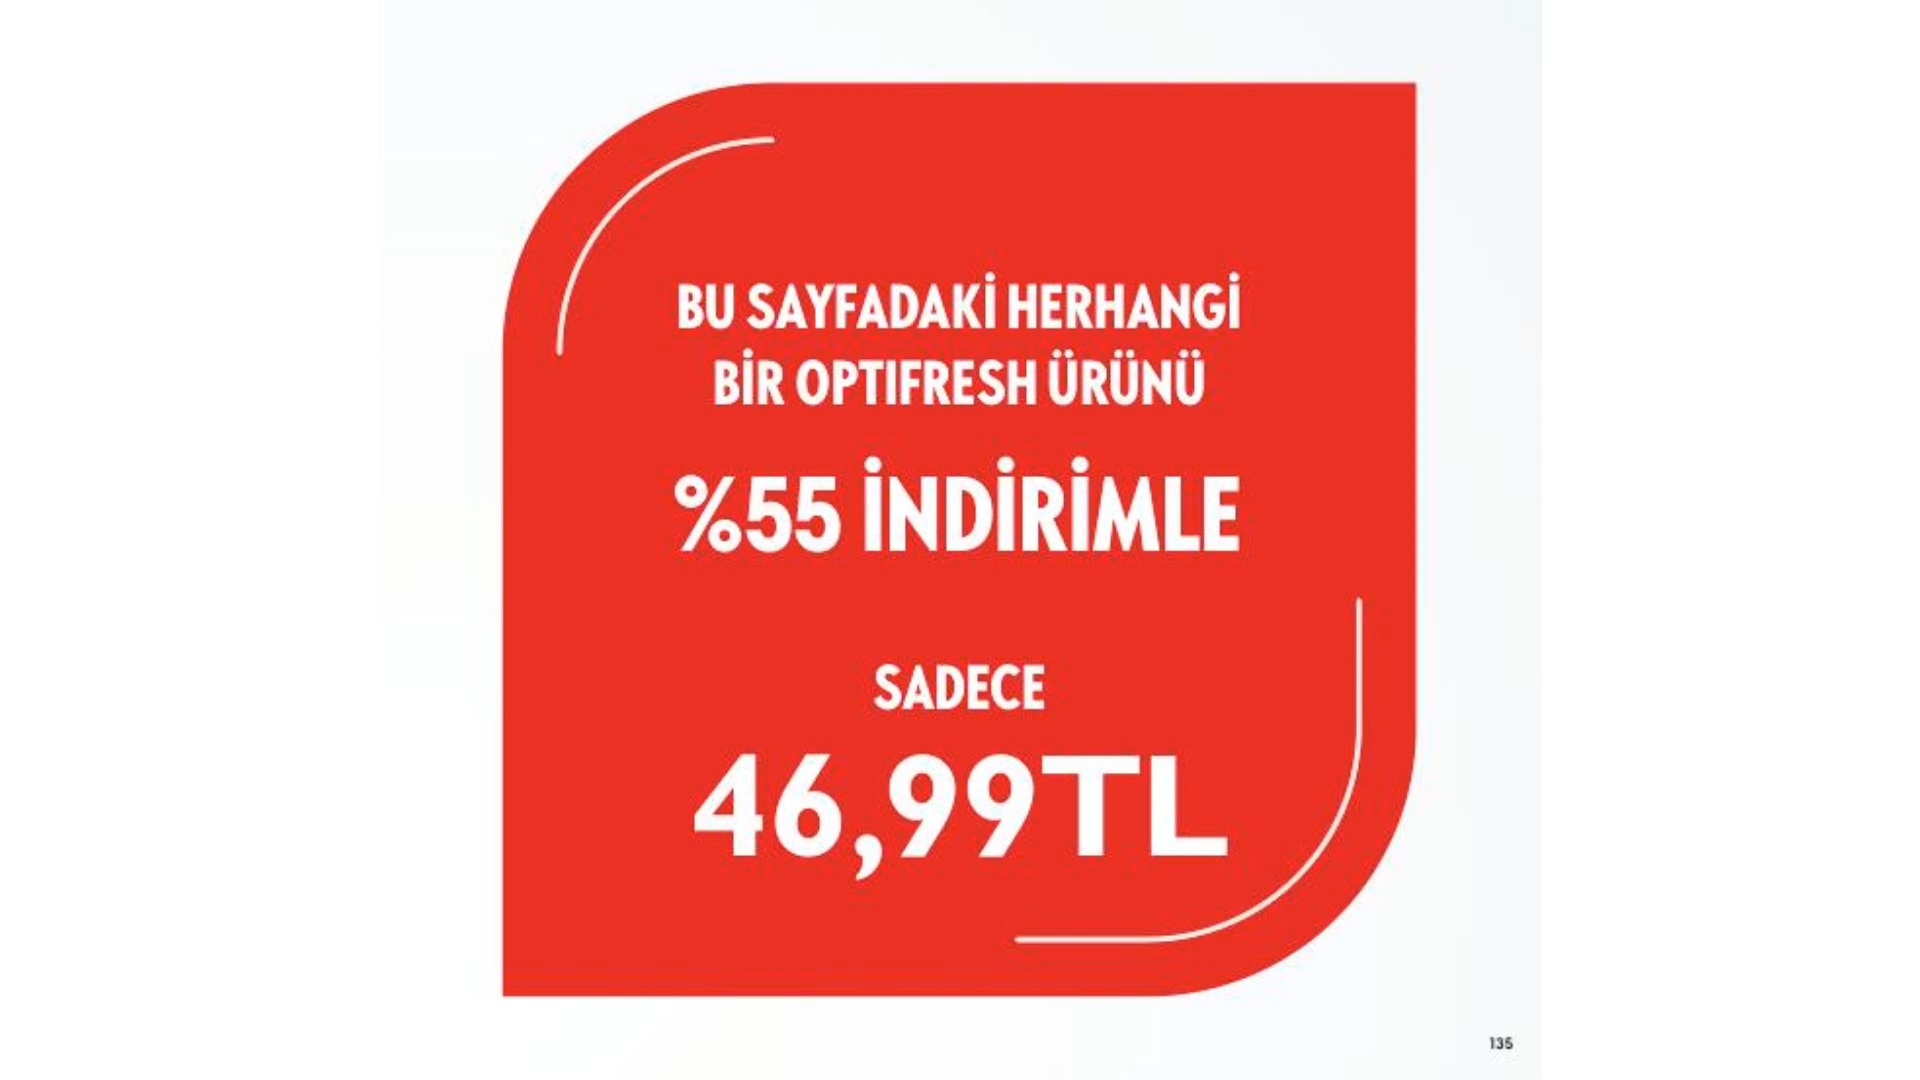 BU SAYFADAKİ HERHANGİ
BİR OPTIFRESH ÜRÜNÜ
%55 İNDİRİMLE
SADECE
46,99TL
135